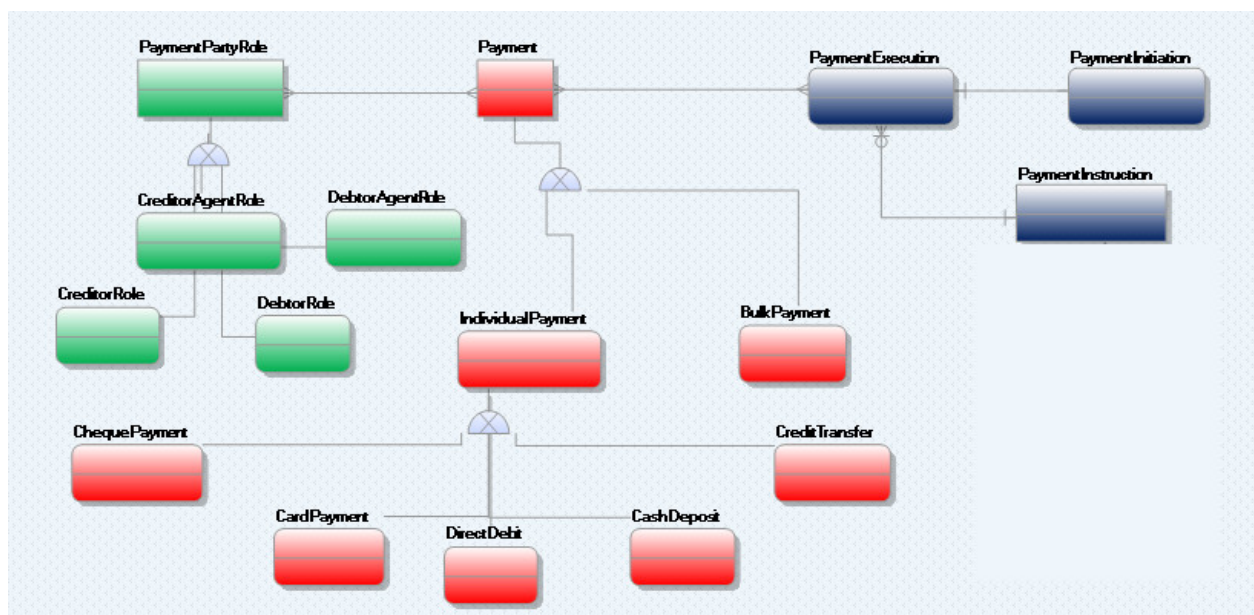 PaymentPartyRole
Payment
PaymentExecution
PaymentInitiation
PaymentInstruction
CreditorAgentRole
DebtorAgentRole
CreditorRole
DebtorRole
IndividualPayment
BulkPayment
ChequePayment
CreditTransfer
CardPayment
DirectDebit
CashDeposit